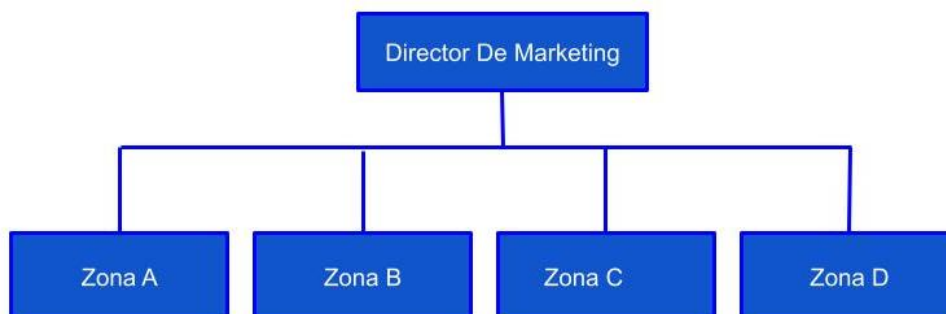 Director De Marketing
Zona A
Zona B
Zona C
Zona D